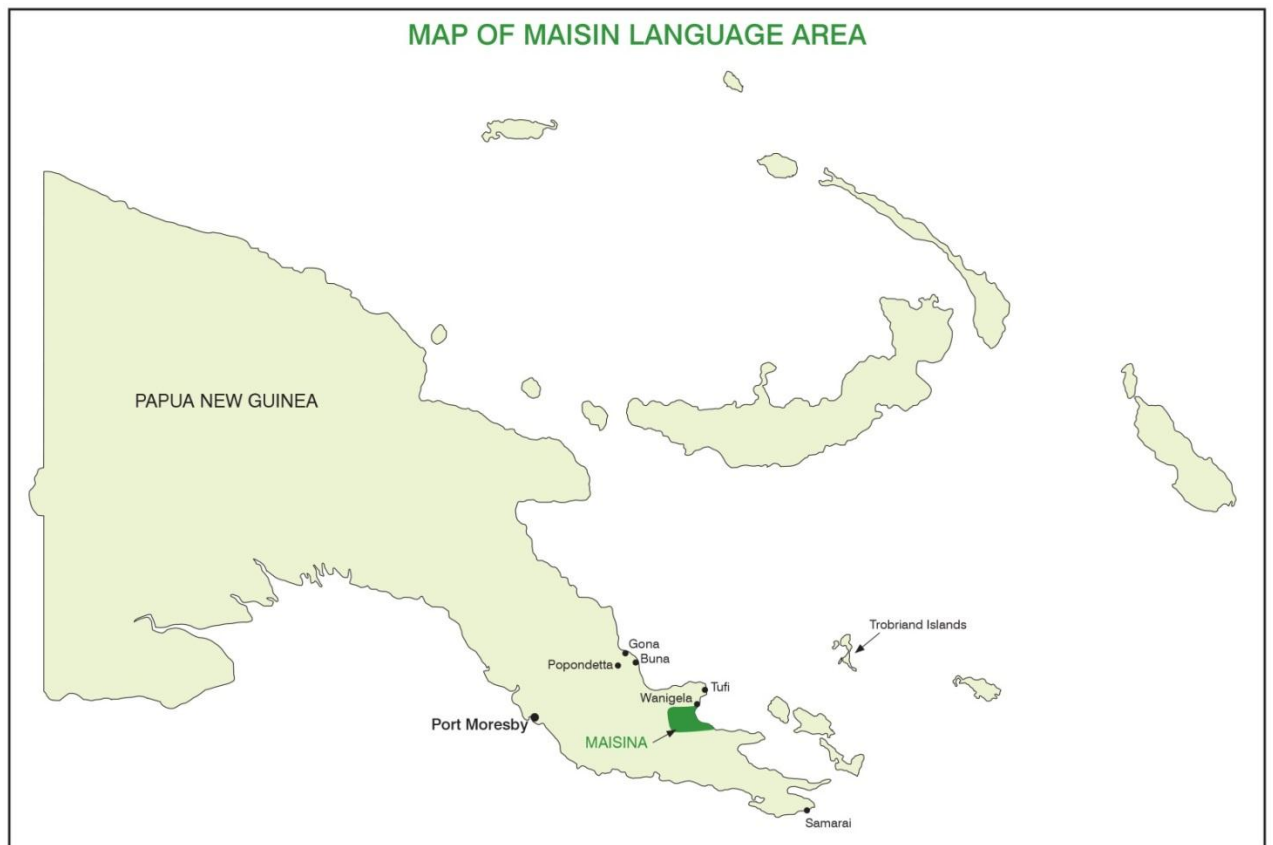 MAP OF MAISIN LANGUAGE AREA
PAPUA NEW GUINEA
Trobriand Islands
Gona
Buna
Popondetta
Tufi
Wanigela
Port Moresby
MAISINA
Samarai